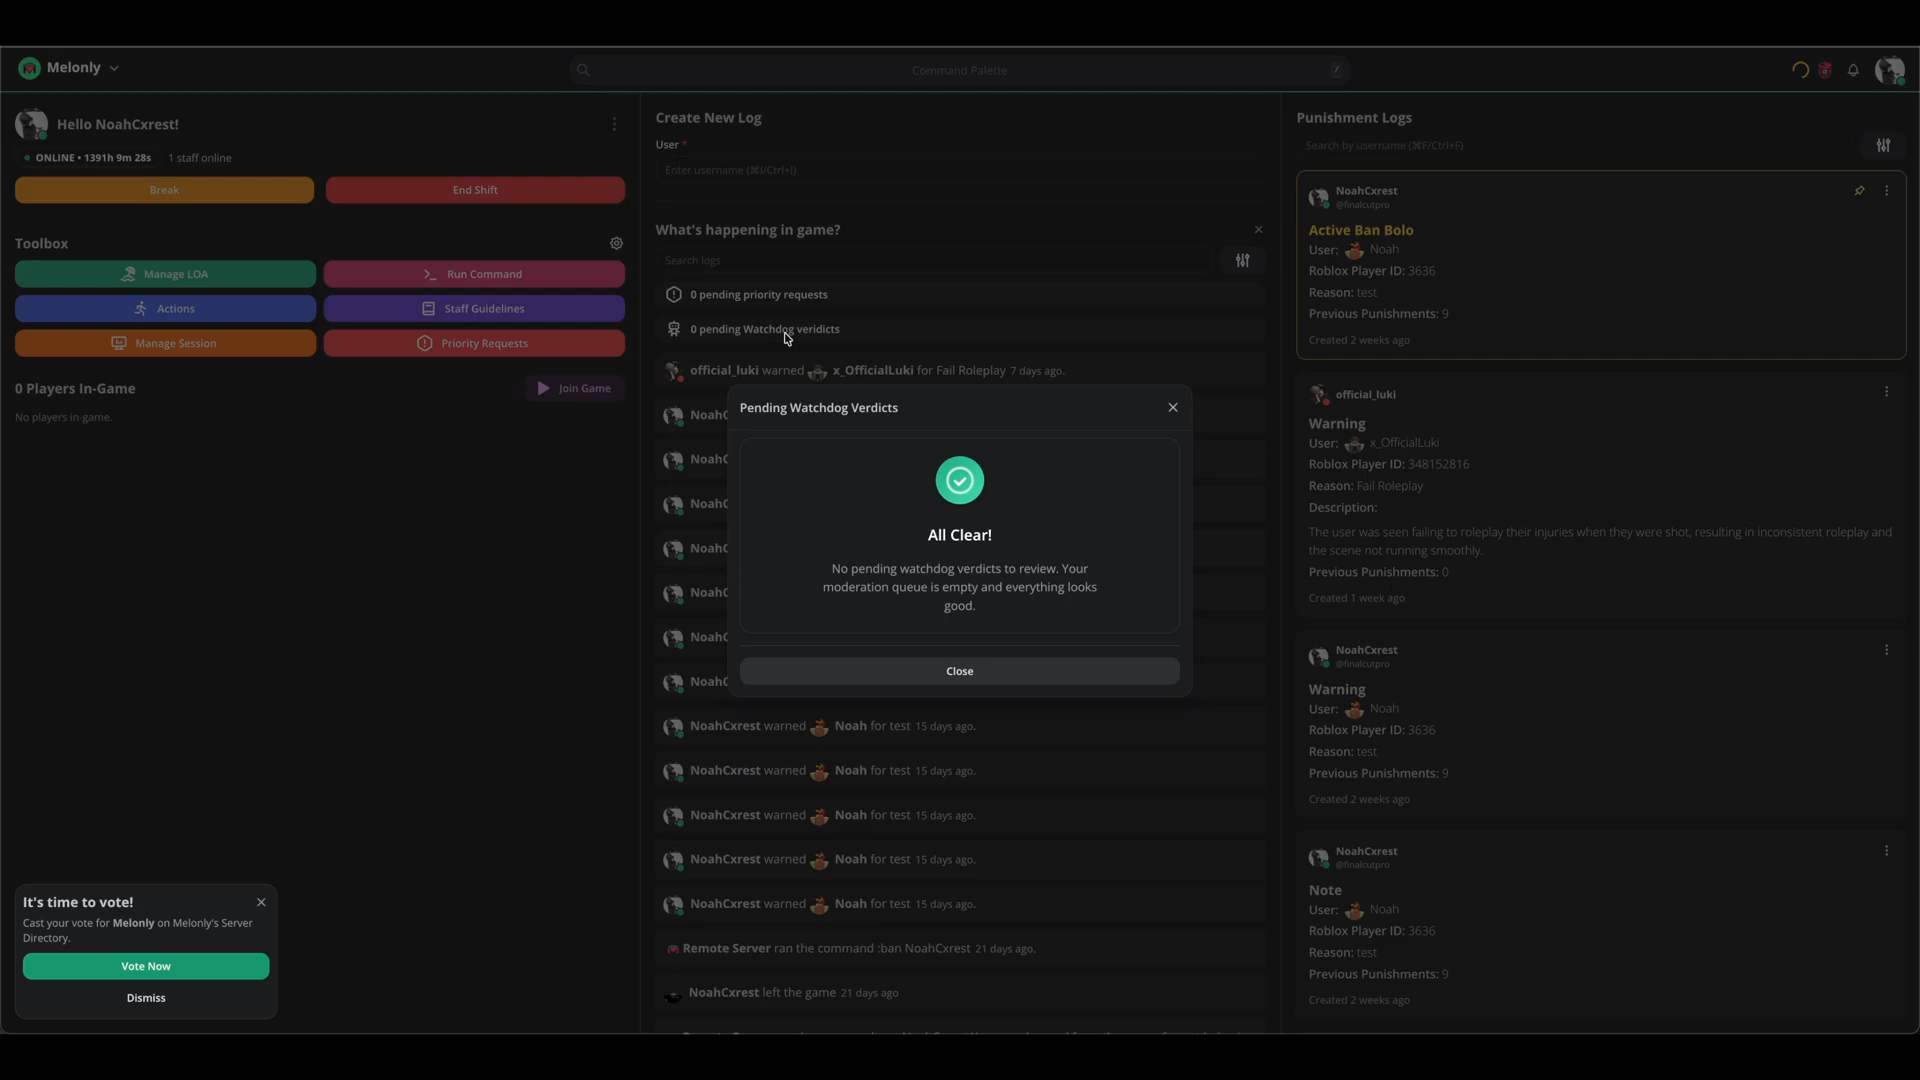 Melonly
Command Palette
/
Hello NoahCxrest!
ONLINE • 1391h 9m 28s
1 staff online
Break
End Shift
Toolbox
Manage LOA
Run Command
Actions
Staff Guidelines
Manage Session
Priority Requests
0 Players In-Game
Join Game
No players in-game.
It's time to vote!
Cast your vote for Melonly on Melonly's Server
Directory.
Vote Now
Dismiss
Create New Log
User *
Enter username (⌘I/Ctrl+I)
What's happening in game?
Search logs
0 pending priority requests
0 pending Watchdog veridicts
official_luki warned x_OfficialLuki for Fail Roleplay 7 days ago.
NoahC
NoahC
NoahC
NoahC
NoahC
NoahC
NoahC
NoahCxrest warned Noah for test 15 days ago.
NoahCxrest warned Noah for test 15 days ago.
NoahCxrest warned Noah for test 15 days ago.
NoahCxrest warned Noah for test 15 days ago.
NoahCxrest warned Noah for test 15 days ago.
Remote Server ran the command :ban NoahCxrest 21 days ago.
NoahCxrest left the game 21 days ago
Pending Watchdog Verdicts
All Clear!
No pending watchdog verdicts to review. Your
moderation queue is empty and everything looks
good.
Close
Punishment Logs
Search by username (⌘F/Ctrl+F)
NoahCxrest
@finalcutpro
Active Ban Bolo
User: Noah
Roblox Player ID: 3636
Reason: test
Previous Punishments: 9
Created 2 weeks ago
official_luki
Warning
User: x_OfficialLuki
Roblox Player ID: 348152816
Reason: Fail Roleplay
Description:
The user was seen failing to roleplay their injuries when they were shot, resulting in inconsistent roleplay and
the scene not running smoothly.
Previous Punishments: 0
Created 1 week ago
NoahCxrest
@finalcutpro
Warning
User: Noah
Roblox Player ID: 3636
Reason: test
Previous Punishments: 9
Created 2 weeks ago
NoahCxrest
@finalcutpro
Note
User: Noah
Roblox Player ID: 3636
Reason: test
Previous Punishments: 9
Created 2 weeks ago